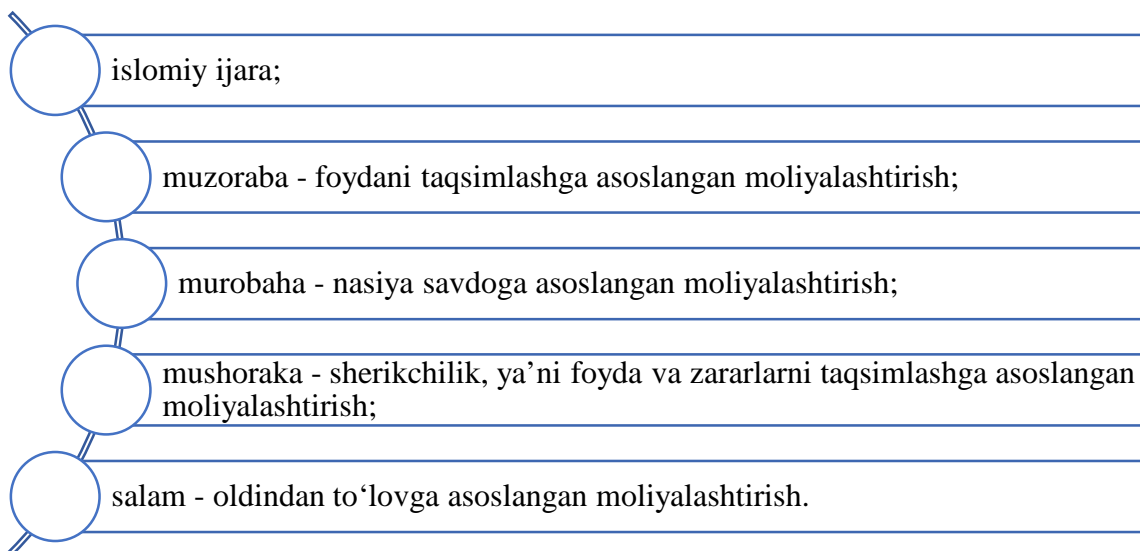 islomiy ijara;
muzoraba - foydani taqsimlashga asoslangan moliyalashtirish;
murobaha - nasiya savdoga asoslangan moliyalashtirish;
mushoraka - sherikchilik, ya’ni foyda va zararlarni taqsimlashga asoslangan
moliyalashtirish;
salam - oldindan to‘lovga asoslangan moliyalashtirish.